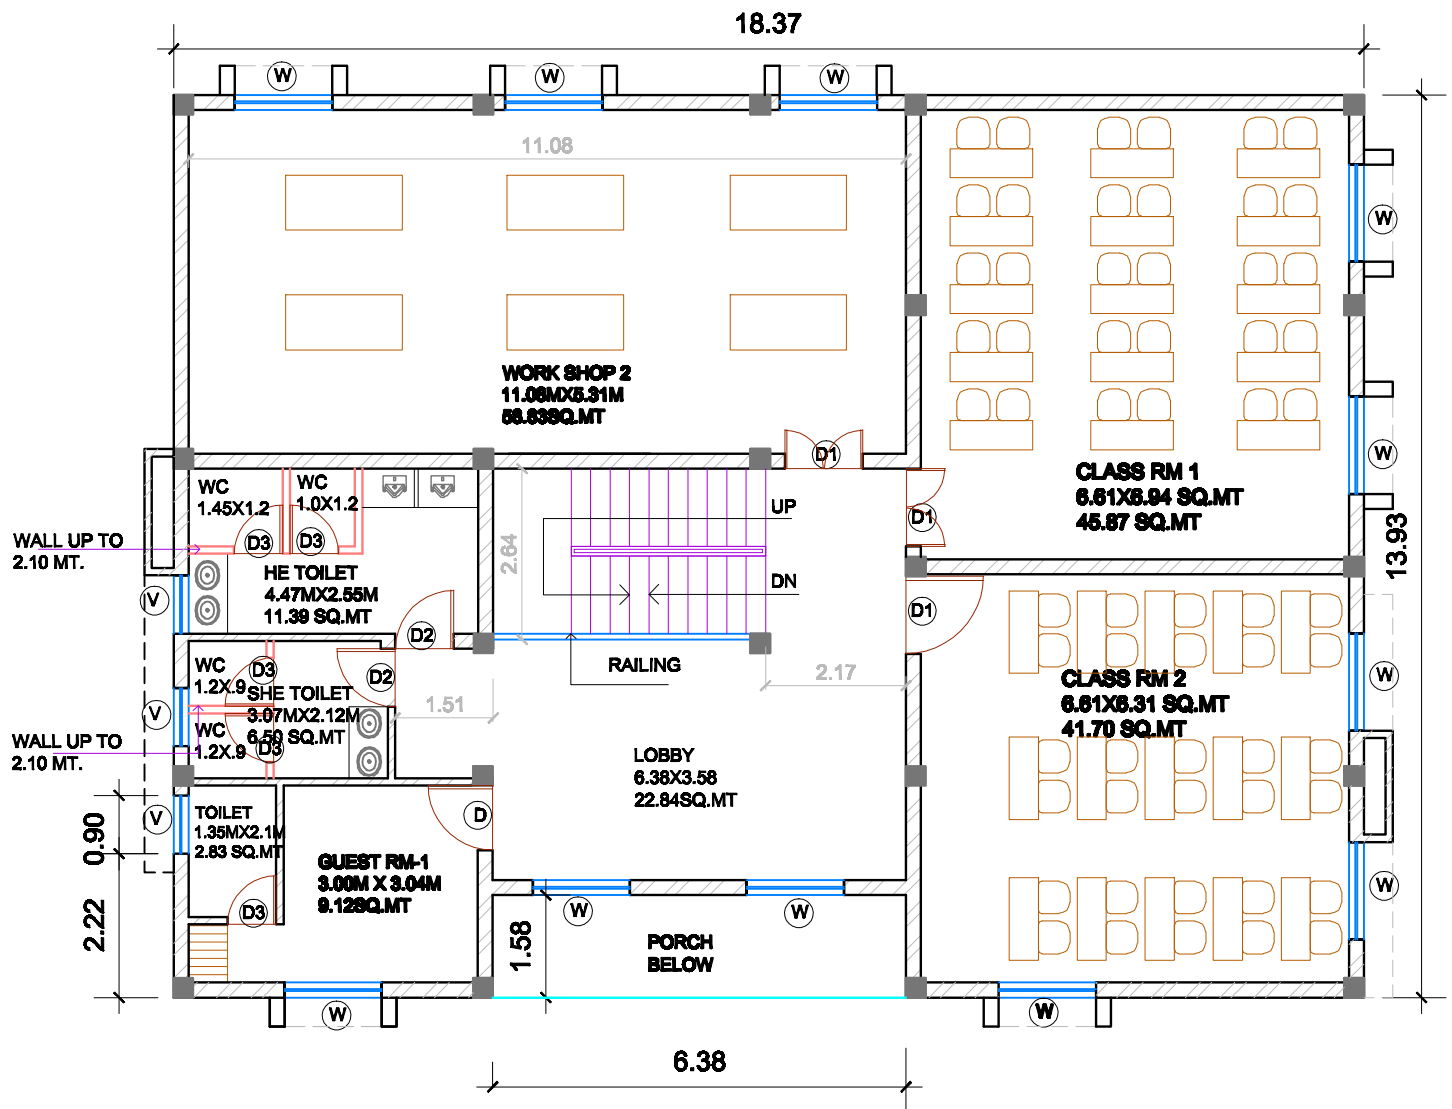 18.37
W
W
W
11.08
W
WORK SHOP 2
11.08MX5.31M
58.83SQ.MT
D1
W
CLASS RM 1
6.61X6.94 SQ.MT
45.87 SQ.MT
D1
13.93
WC
1.45X1.2
WC
1.0X1.2
D3
D3
WALL UP TO
2.10 MT.
HE TOILET
4.47MX2.55M
11.39 SQ.MT
V
D2
2.64
UP
DN
RAILING
D1
2.17
WC
1.2X.9
D3
SHE TOILET
3.07MX2.12M
6.50 SQ.MT
D2
1.51
V
WC
1.2X.9
D3
WALL UP TO
2.10 MT.
CLASS RM 2
6.61X6.31 SQ.MT
41.70 SQ.MT
W
LOBBY
6.38X3.58
22.84SQ.MT
0.90
V
TOILET
1.35MX2.1M
2.83 SQ.MT
D
GUEST RM-1
3.00M X 3.04M
9.12SQ.MT
D3
2.22
W
W
W
1.58
PORCH
BELOW
W
W
6.38